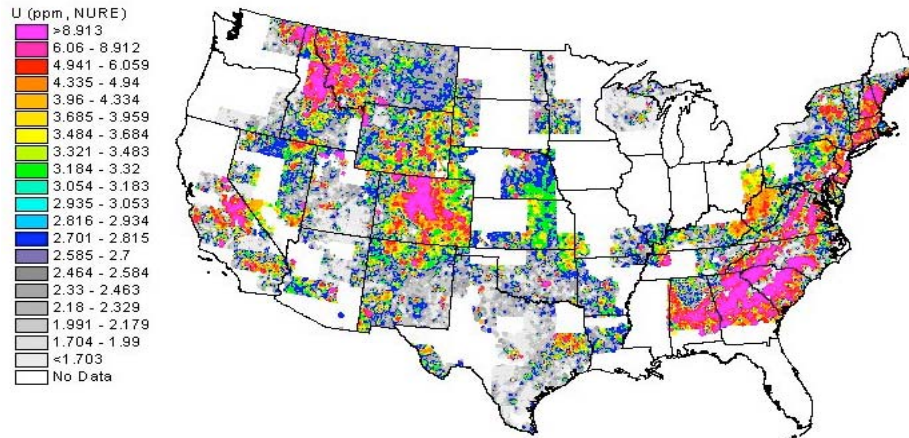 U (ppm, NURE)
>8.913
6.06 - 8.912
4.941 - 6.059
4.335 - 4.94
3.96 - 4.334
3.685 - 3.959
3.484 - 3.684
3.321 - 3.483
3.184 - 3.32
3.054 - 3.183
2.935 - 3.053
2.816 - 2.934
2.701 - 2.815
2.585 - 2.7
2.464 - 2.584
2.33 - 2.463
2.18 - 2.329
1.991 - 2.179
1.704 - 1.99
<1.703
No Data